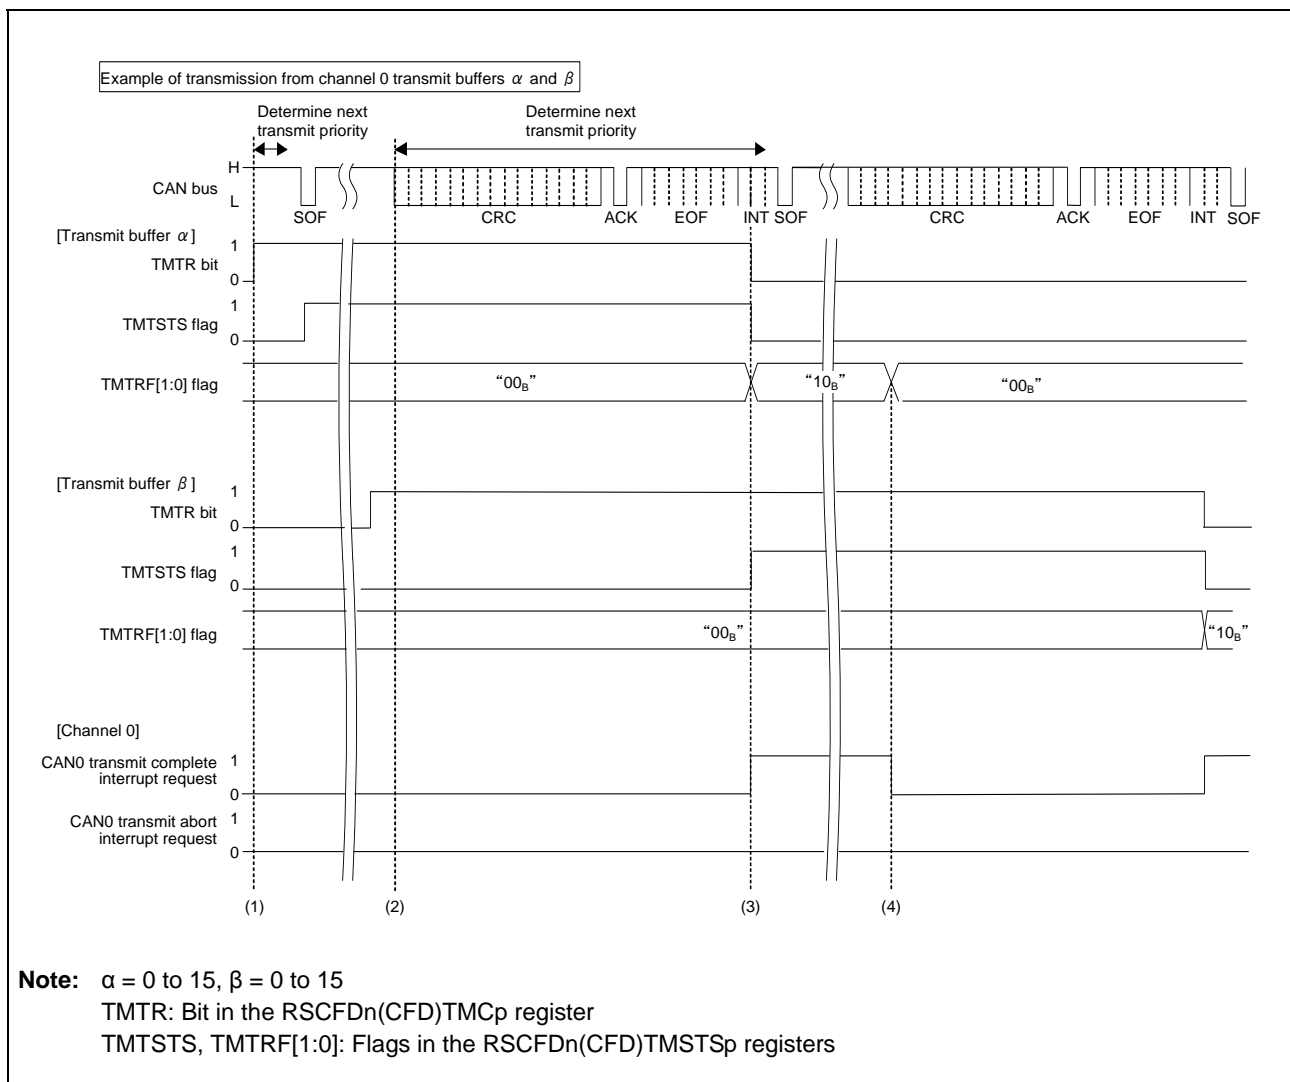 Example of transmission from channel 0 transmit buffers α and β
Determine next
transmit priority
Determine next
transmit priority
H
CAN bus
L
SOF
CRC
ACK
EOF
INT
SOF
CRC
ACK
EOF
INT
SOF
[Transmit buffer α]
1
TMTR bit
0
1
TMTSTS flag
0
TMTRF[1:0] flag
“00B”
“10B”
“00B”
[Transmit buffer β]
1
TMTR bit
0
1
TMTSTS flag
0
TMTRF[1:0] flag
“00B”
“10B”
[Channel 0]
CAN0 transmit complete
interrupt request
1
0
CAN0 transmit abort
interrupt request
1
0
(1)
(2)
(3)
(4)
Note: α = 0 to 15, β = 0 to 15
TMTR: Bit in the RSCFDn(CFD)TMCp register
TMTSTS, TMTRF[1:0]: Flags in the RSCFDn(CFD)TMSTSp registers